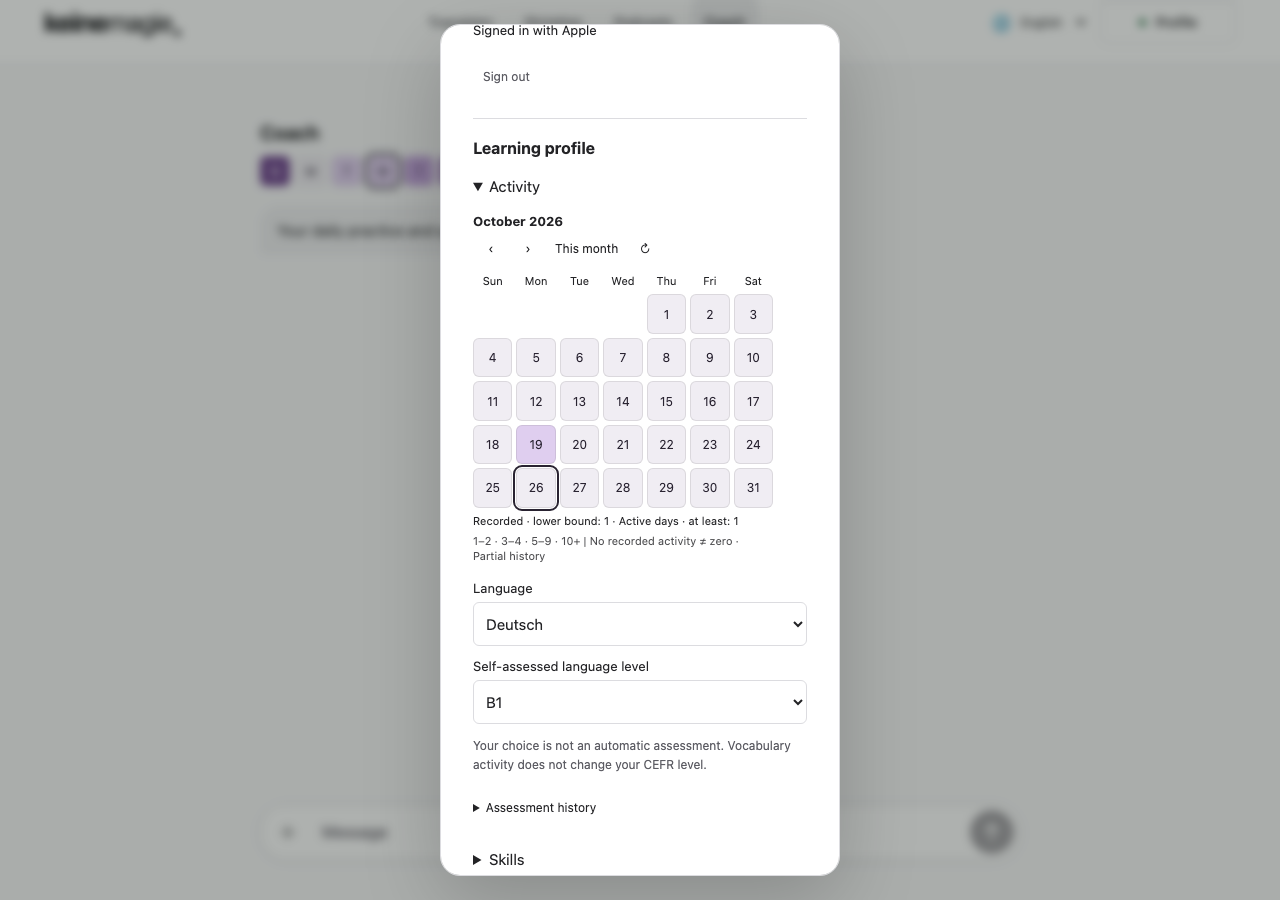 keinemagie
English
Profile
Coach
Message
Signed in with Apple
Sign out
Learning profile
▼ Activity
October 2026
‹ › This month ↻
Sun Mon Tue Wed Thu Fri Sat
1 2 3
4 5 6 7 8 9 10
11 12 13 14 15 16 17
18 19 20 21 22 23 24
25 26 27 28 29 30 31
Recorded · lower bound: 1 · Active days · at least: 1
1–2 · 3–4 · 5–9 · 10+ | No recorded activity ≠ zero ·
Partial history
Language
Deutsch
Self-assessed language level
B1
Your choice is not an automatic assessment. Vocabulary
activity does not change your CEFR level.
▶ Assessment history
▶ Skills